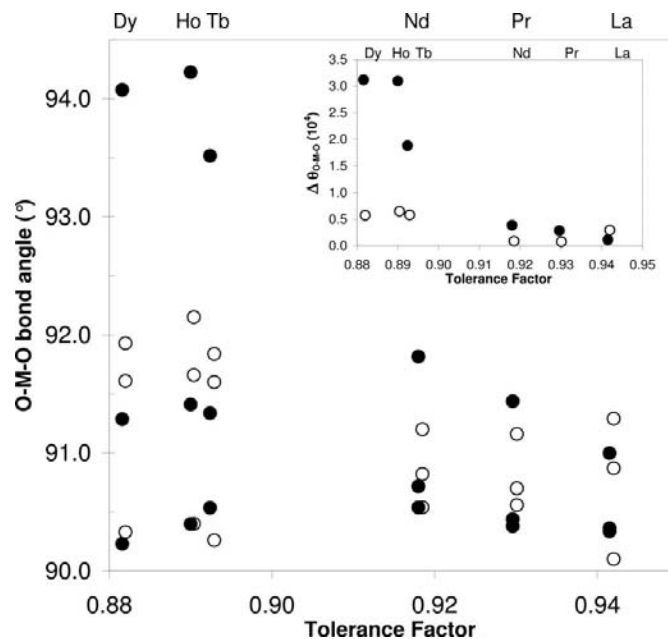 Dy Ho Tb Nd Pr La
94.0
93.0
92.0
91.0
90.0
O-M-O bond angle (°)
0.88 0.90 0.92 0.94
Tolerance Factor
Dy Ho Tb Nd Pr La
3.5
3.0
2.5
2.0
1.5
1.0
0.5
0.0
Δ θO-M-O (10⁴)
0.88 0.89 0.90 0.91 0.92 0.93 0.94 0.95
Tolerance Factor